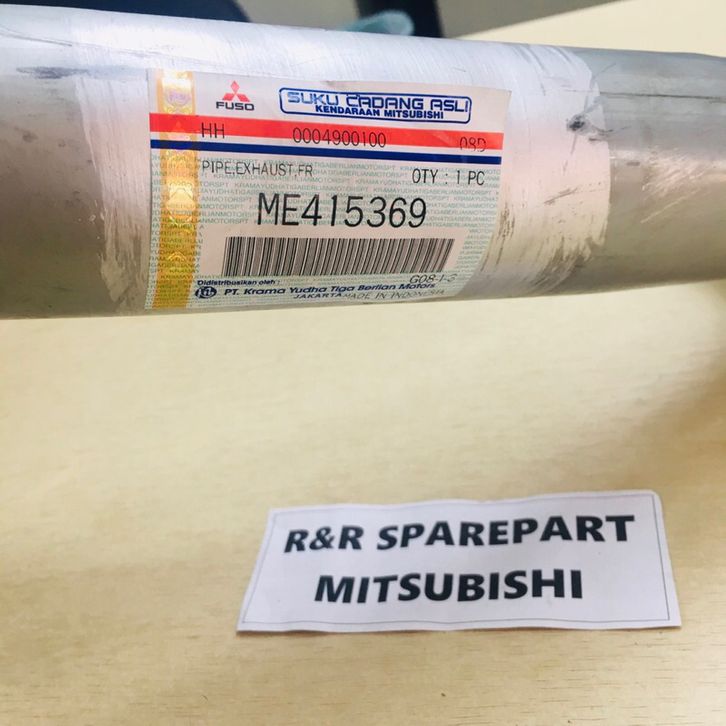 FUSO
SUKU CADANG ASLI
KENDARAAN MITSUBISHI
HH 0004900100 08D
PIPE,EXHAUST,FR QTY : 1 PC
ME415369
G08-1-3
Didistribusikan oleh :
PT. Krama Yudha Tiga Berlian Motors
JAKARTA MADE IN INDONESIA
R&R SPAREPART
MITSUBISHI